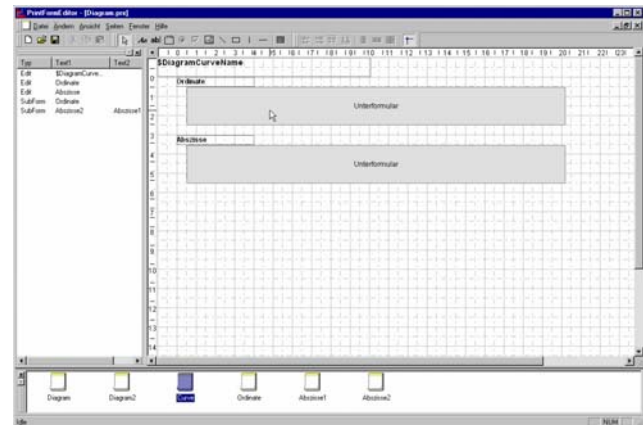 PrintFormEditor - [Diagram.prx]
Datei Ändern Ansicht Seiten Fenster Hilfe
Typ Text1 Text2
Edit $DiagramCurve...
Edit Ordinate
Edit Abszisse
SubForm Ordinate
SubForm Abszisse2 Abszisse1
$DiagramCurveName
Ordinate
Unterformular
Abszisse
Unterformular
Diagram Diagram2 Curve Ordinate Abszisse1 Abszisse2
Idle NUM